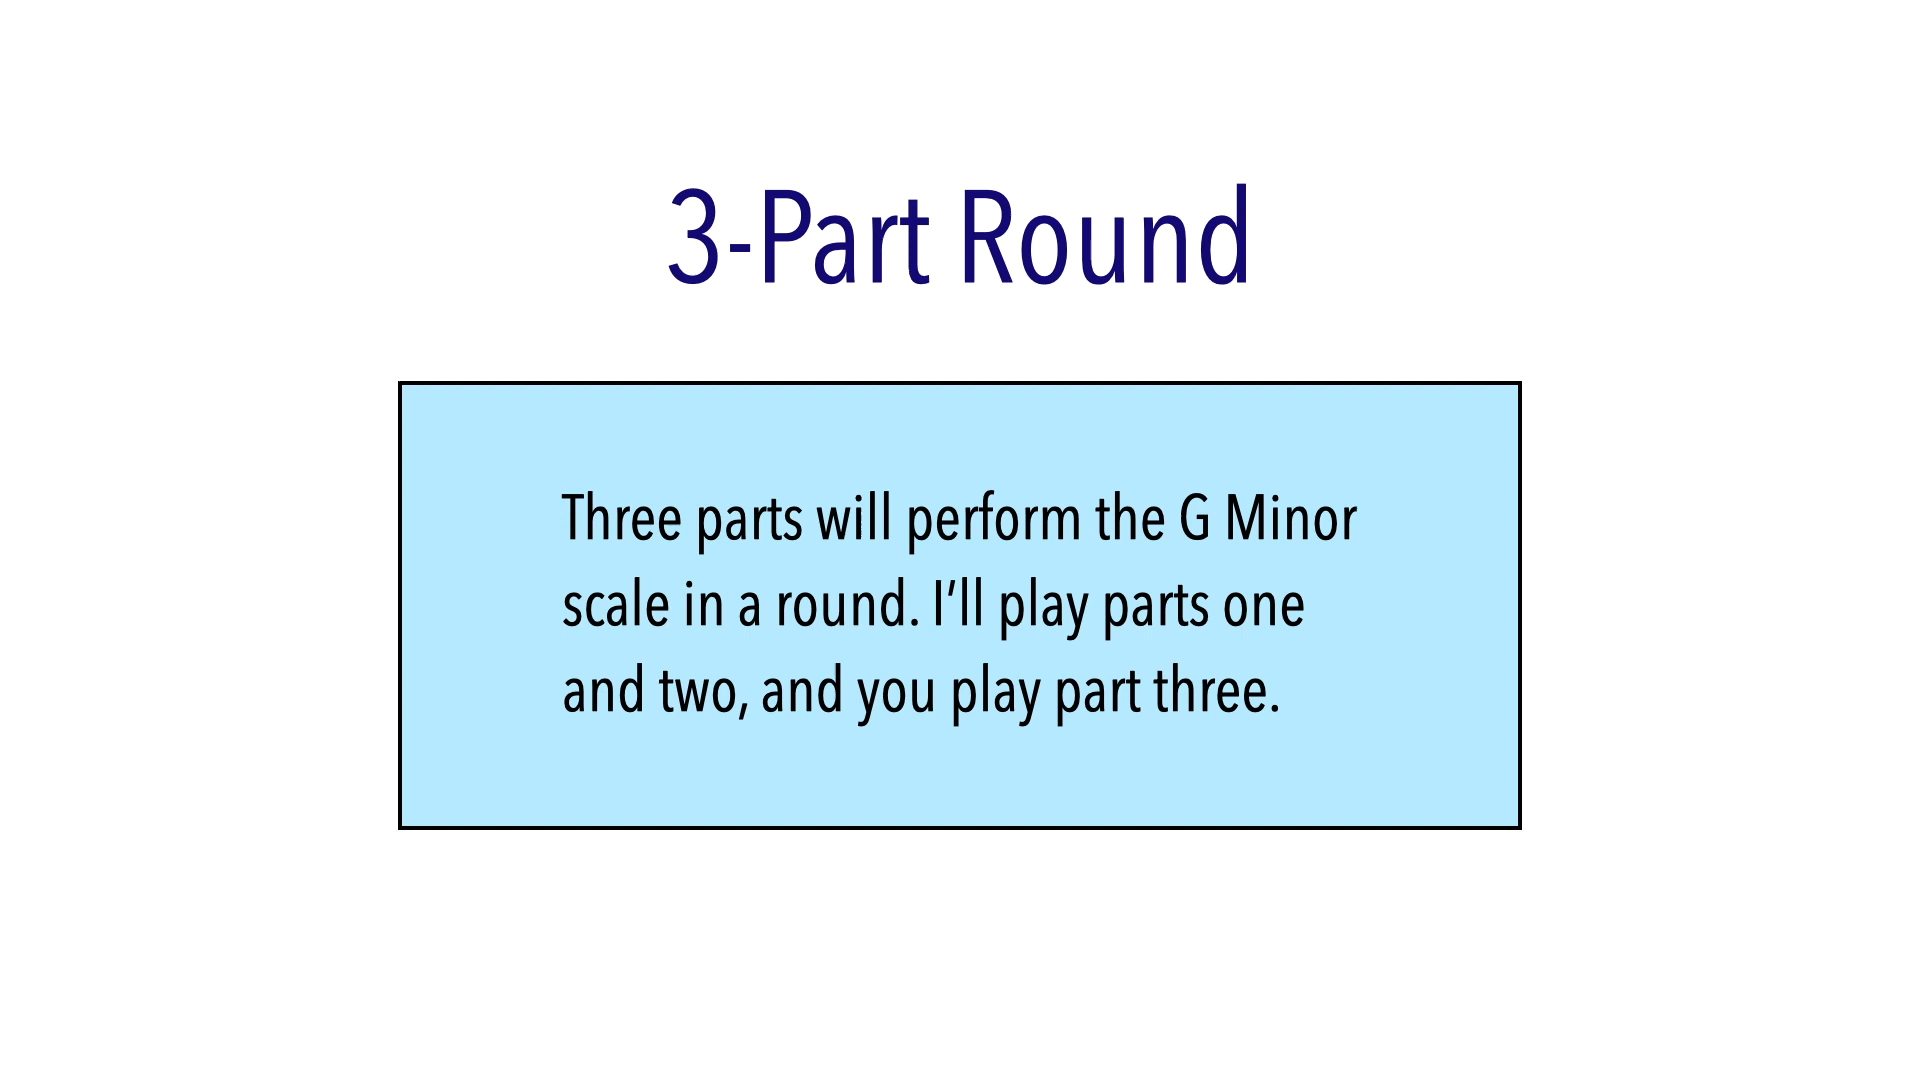 3-Part Round
Three parts will perform the G Minor
scale in a round. I’ll play parts one
and two, and you play part three.